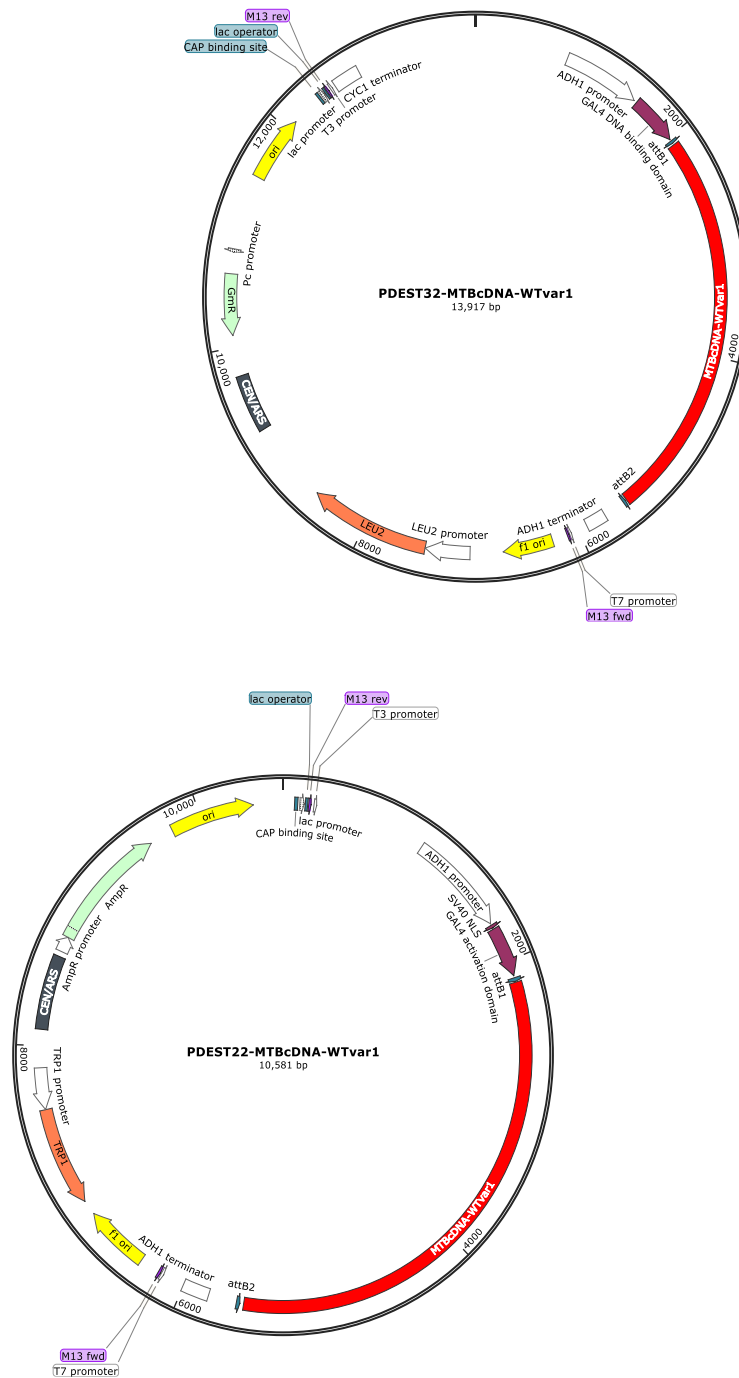 M13 rev
lac operator
CAP binding site
CYC1 terminator
T3 promoter
lac promoter
ADH1 promoter
GAL4 DNA binding domain
attB1
2000
12,000
ori
Pc promoter
GmR
10,000
CEN/ARS
PDEST32-MTBcDNA-WTvar1
13,917 bp
MTBcDNA-WTvar1
4000
attB2
ADH1 terminator
6000
f1 ori
LEU2 promoter
LEU2
8000
T7 promoter
M13 fwd
lac operator
M13 rev
T3 promoter
10,000
ori
lac promoter
CAP binding site
ADH1 promoter
SV40 NLS
GAL4 activation domain
attB1
2000
AmpR
AmpR promoter
CEN/ARS
8000
TRP1 promoter
TRP1
PDEST22-MTBcDNA-WTvar1
10,581 bp
MTBcDNA-WTvar1
4000
f1 ori
ADH1 terminator
attB2
6000
M13 fwd
T7 promoter